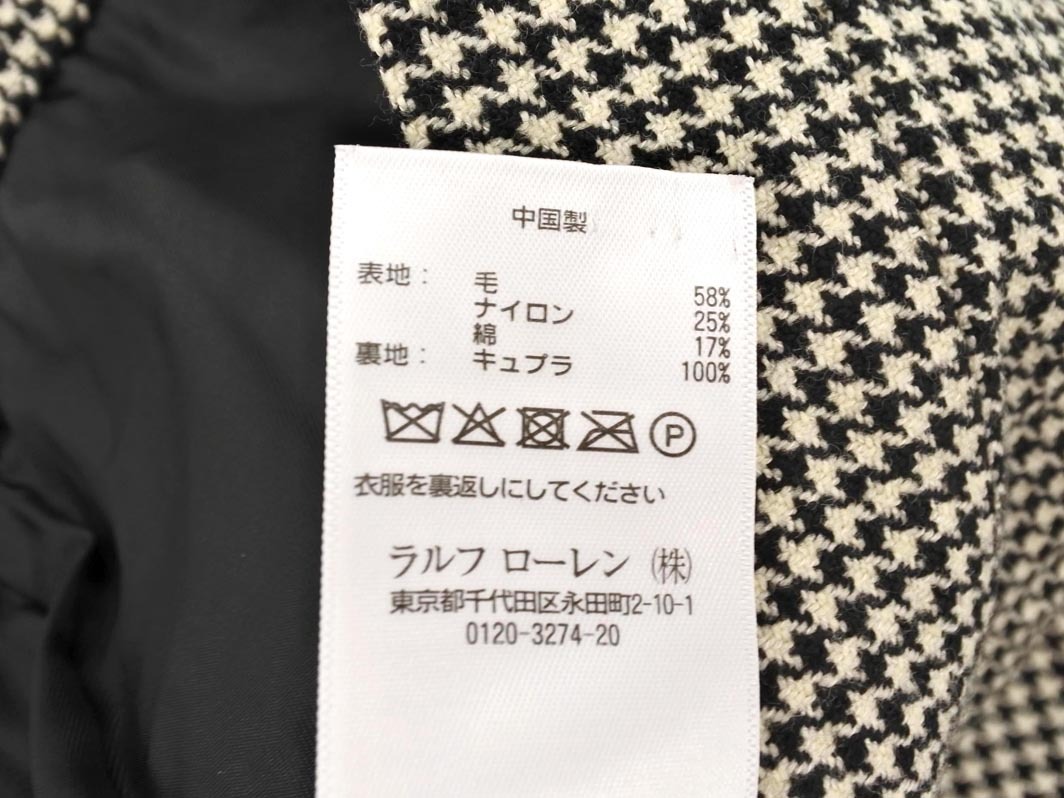 中国製
表地： 毛 58%
ナイロン 25%
綿 17%
裏地： キュプラ 100%
P
衣服を裏返しにしてください
ラルフ ローレン ㈱
東京都千代田区永田町2-10-1
0120-3274-20